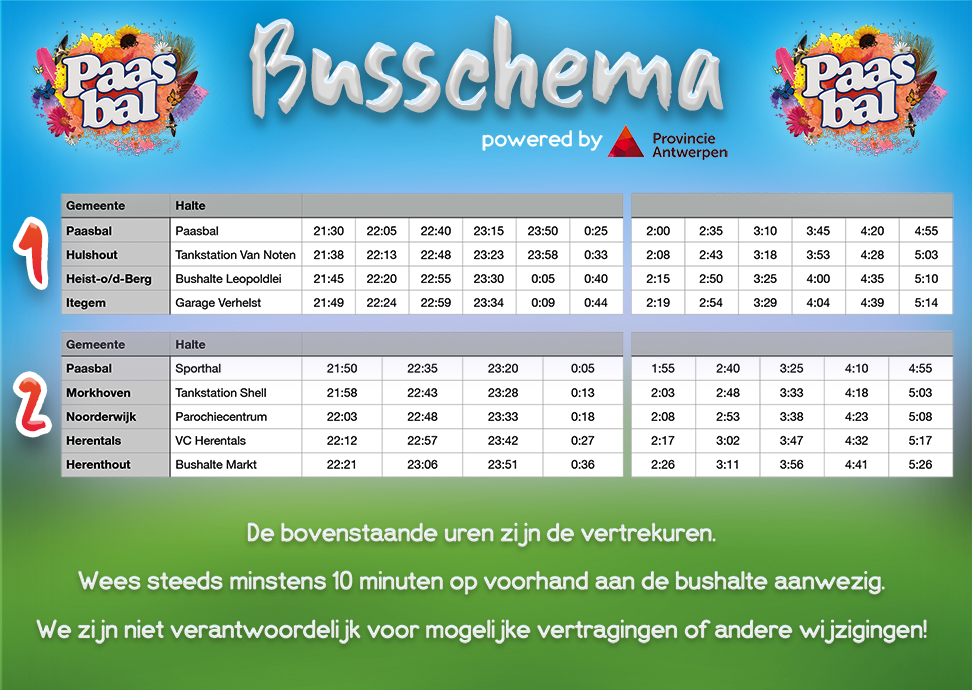 Paas
bal
Busschema
Paas
bal
powered by Provincie
Antwerpen
1
Gemeente Halte
Paasbal Paasbal 21:30 22:05 22:40 23:15 23:50 0:25 2:00 2:35 3:10 3:45 4:20 4:55
Hulshout Tankstation Van Noten 21:38 22:13 22:48 23:23 23:58 0:33 2:08 2:43 3:18 3:53 4:28 5:03
Heist-o/d-Berg Bushalte Leopoldlei 21:45 22:20 22:55 23:30 0:05 0:40 2:15 2:50 3:25 4:00 4:35 5:10
Itegem Garage Verhelst 21:49 22:24 22:59 23:34 0:09 0:44 2:19 2:54 3:29 4:04 4:39 5:14
2
Gemeente Halte
Paasbal Sporthal 21:50 22:35 23:20 0:05 1:55 2:40 3:25 4:10 4:55
Morkhoven Tankstation Shell 21:58 22:43 23:28 0:13 2:03 2:48 3:33 4:18 5:03
Noorderwijk Parochiecentrum 22:03 22:48 23:33 0:18 2:08 2:53 3:38 4:23 5:08
Herentals VC Herentals 22:12 22:57 23:42 0:27 2:17 3:02 3:47 4:32 5:17
Herenthout Bushalte Markt 22:21 23:06 23:51 0:36 2:26 3:11 3:56 4:41 5:26
De bovenstaande uren zijn de vertrekuren.
Wees steeds minstens 10 minuten op voorhand aan de bushalte aanwezig.
We zijn niet verantwoordelijk voor mogelijke vertragingen of andere wijzigingen!